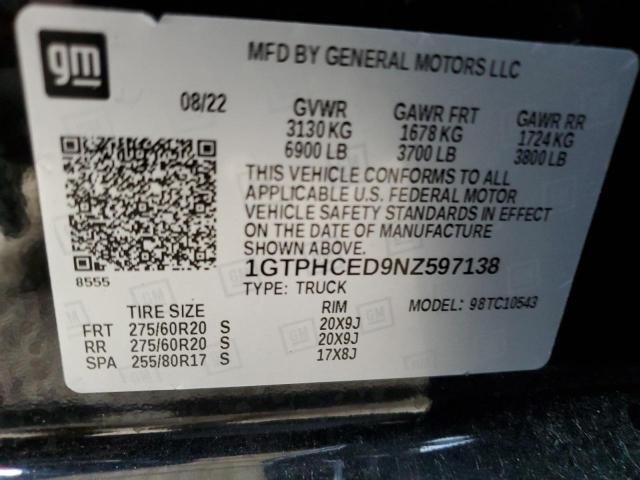 gm
MFD BY GENERAL MOTORS LLC
08/22 GVWR GAWR FRT GAWR RR
3130 KG 1678 KG 1724 KG
6900 LB 3700 LB 3800 LB
THIS VEHICLE CONFORMS TO ALL
APPLICABLE U.S. FEDERAL MOTOR
VEHICLE SAFETY STANDARDS IN EFFECT
ON THE DATE OF MANUFACTURE
SHOWN ABOVE.
8555
1GTPHCED9NZ597138
TYPE: TRUCK
TIRE SIZE RIM MODEL: 98TC10543
FRT 275/60R20 S 20X9J
RR 275/60R20 S 20X9J
SPA 255/80R17 S 17X8J